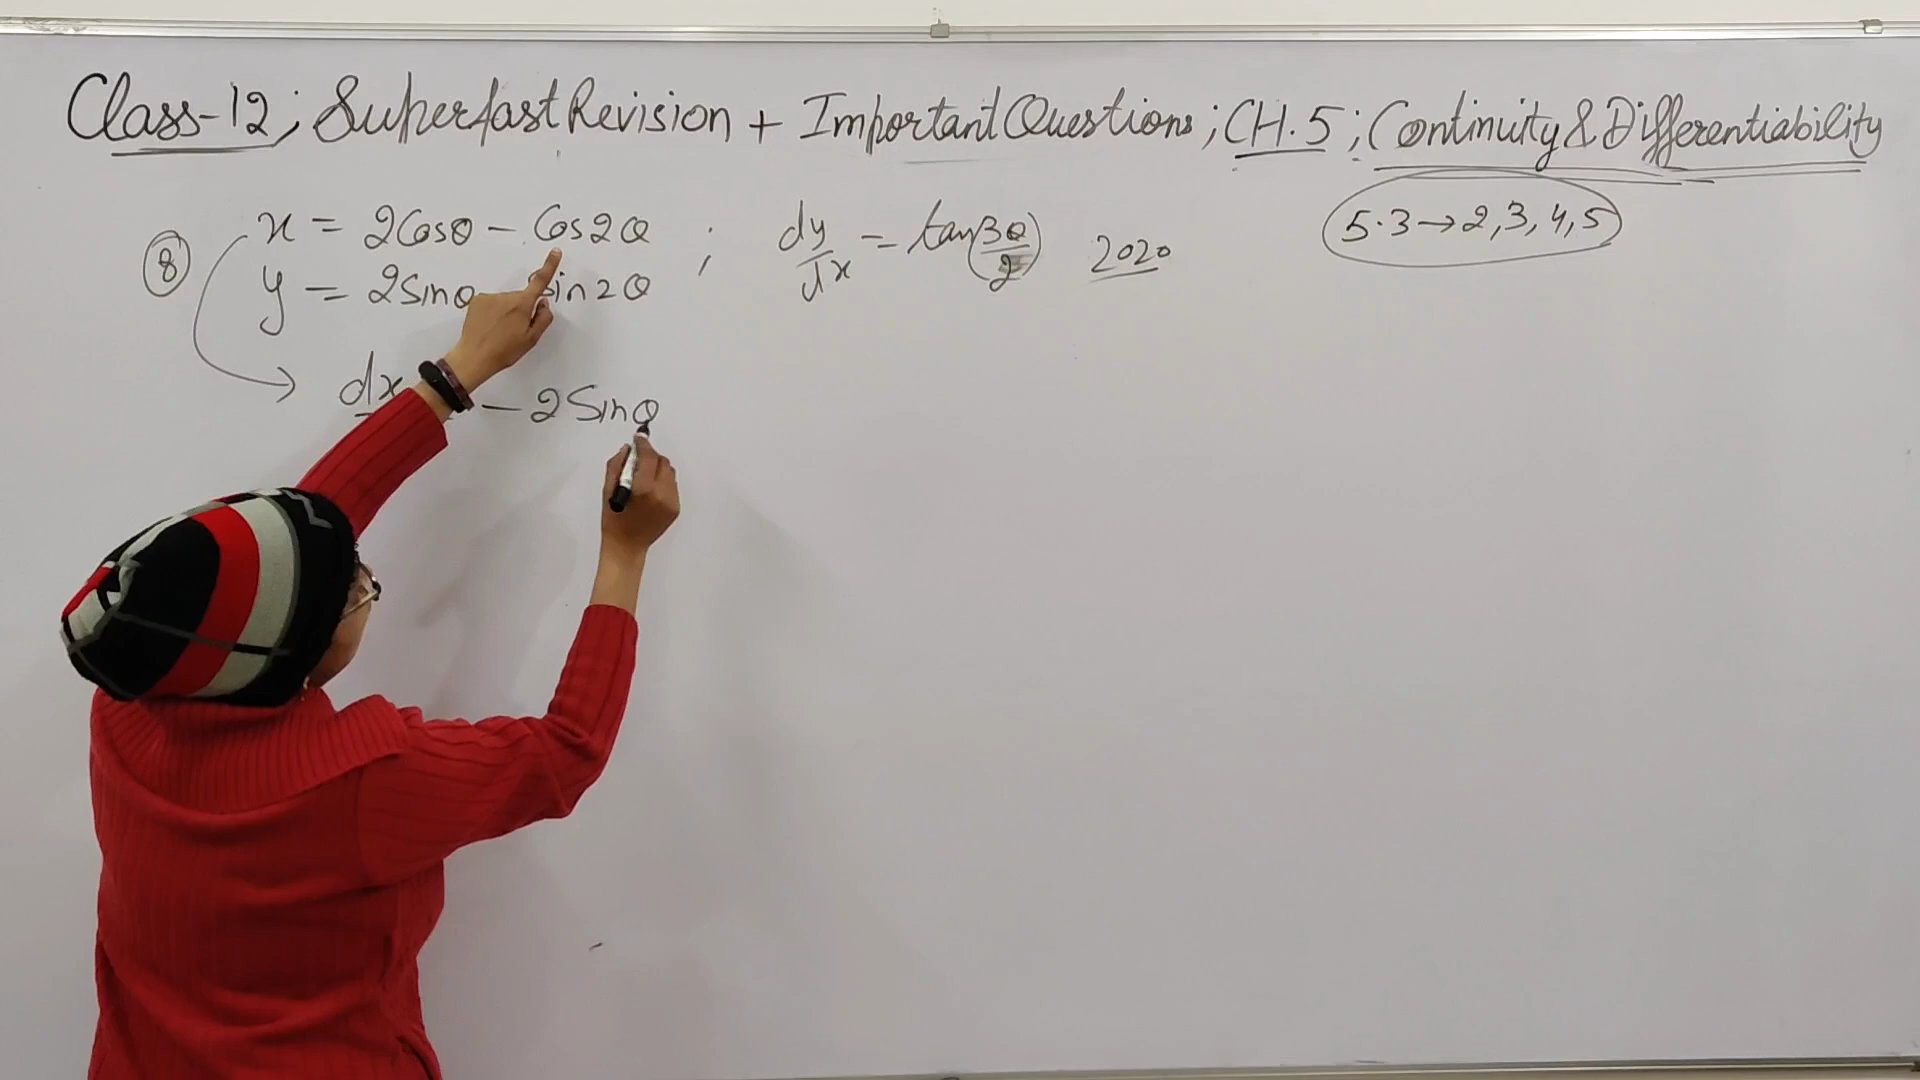 Class-12; Superfast Revision + Important Questions; CH.5; Continuity & Differentiability
⑧ x = 2Cosθ - Cos2θ ; dy/dx = tan(3θ/2) 2020
5.3→2,3,4,5
y = 2Sinθ Sin2θ
dx - 2Sinθ